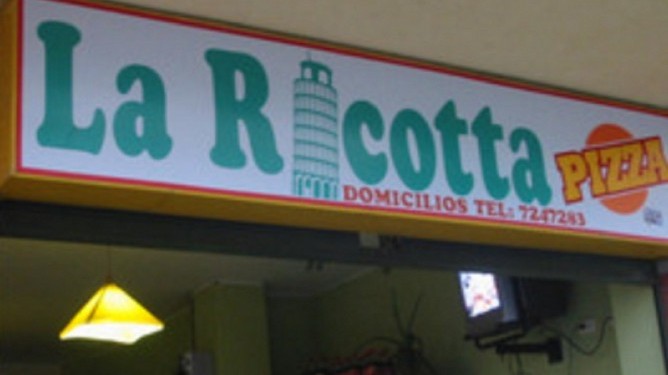 La Ricotta
PIZZA
DOMICILIOS TEL: 7247283